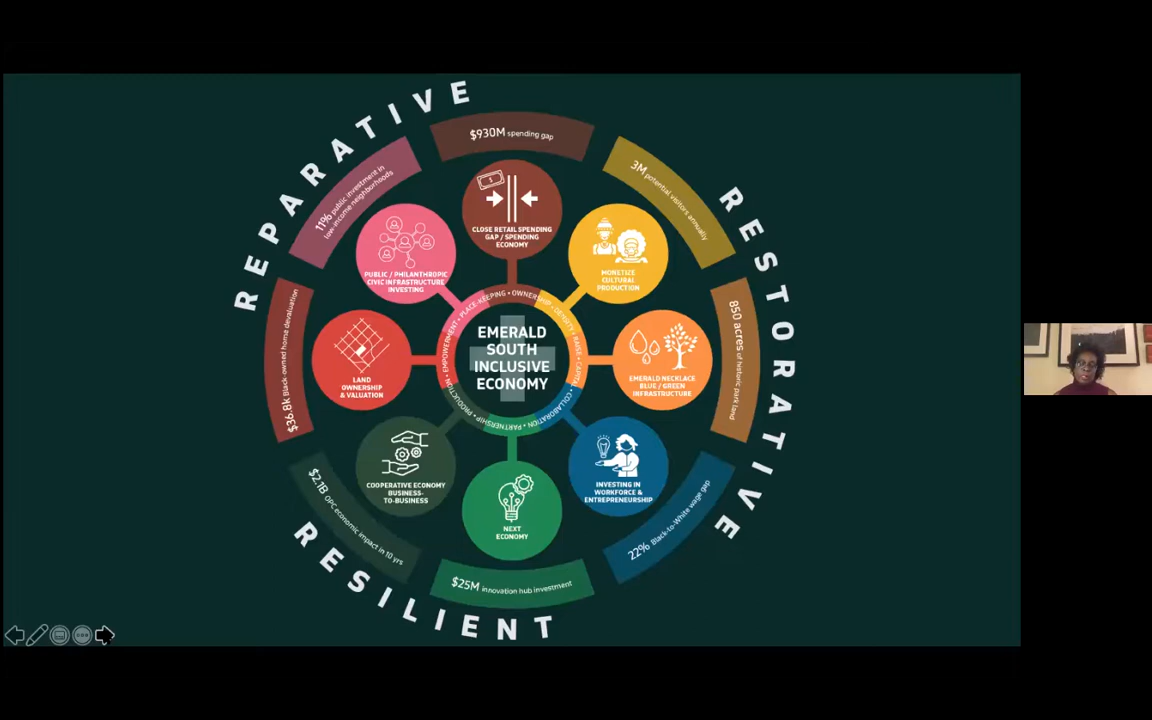 REPARATIVE
RESTORATIVE
RESILIENT
$930M spending gap
3M potential visitors annually
850 acres of historic park land
22% Black-to-White wage gap
$25M innovation hub investment
$2.1B OPC economic impact in 10 yrs
$36.8k Black-owned home devaluation
11% public investment in
low-income neighborhoods
$
CLOSE RETAIL SPENDING
GAP / SPENDING
ECONOMY
MONETIZE
CULTURAL
PRODUCTION
EMERALD NECKLACE
BLUE / GREEN
INFRASTRUCTURE
INVESTING IN
WORKFORCE &
ENTREPRENEURSHIP
NEXT
ECONOMY
COOPERATIVE ECONOMY
BUSINESS-
TO-BUSINESS
LAND
OWNERSHIP
& VALUATION
PUBLIC / PHILANTHROPIC
CIVIC INFRASTRUCTURE
INVESTING
PLACE-KEEPING • OWNERSHIP • DENSITY • RAISE • CAPITAL • COLLABORATION • PARTNERSHIP • PRODUCTION • EMPOWERMENT •
EMERALD
SOUTH
INCLUSIVE
ECONOMY